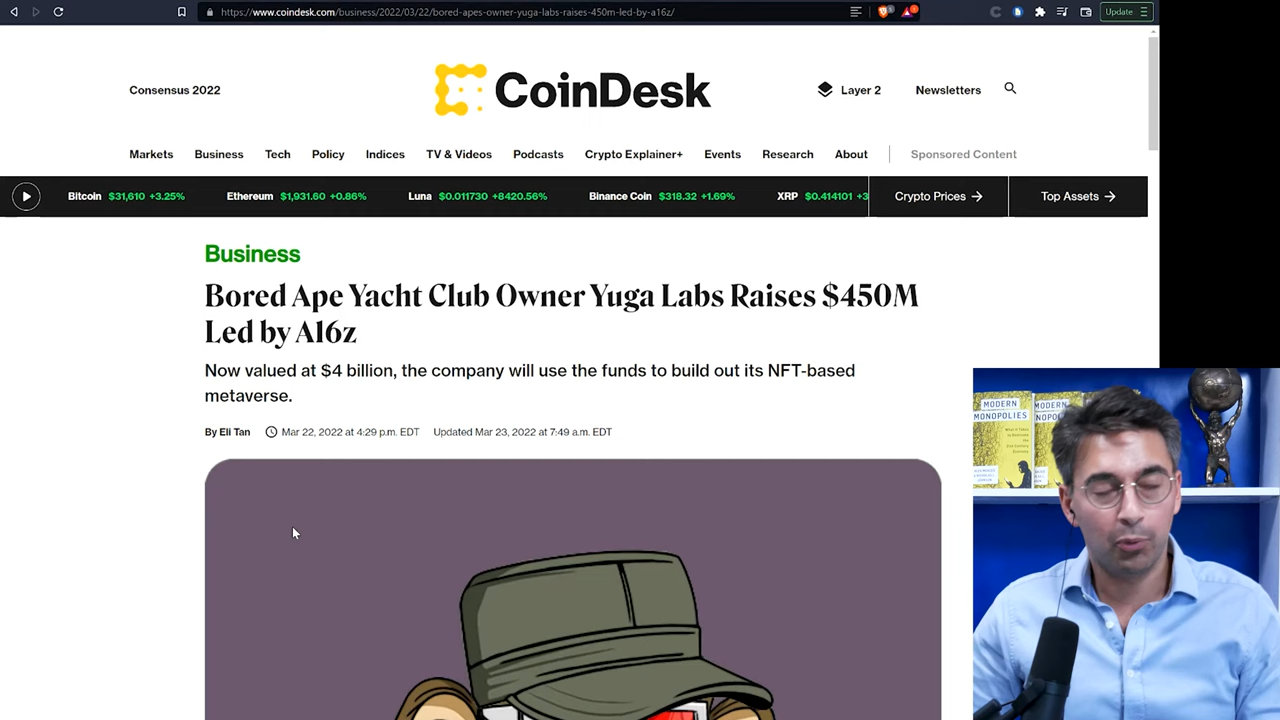 https://www.coindesk.com/business/2022/03/22/bored-apes-owner-yuga-labs-raises-450m-led-by-a16z/
Update
Consensus 2022
CoinDesk
Layer 2
Newsletters
Markets
Business
Tech
Policy
Indices
TV & Videos
Podcasts
Crypto Explainer+
Events
Research
About
Sponsored Content
Bitcoin $31,610 +3.25%
Ethereum $1,931.60 +0.86%
Luna $0.011730 +8420.56%
Binance Coin $318.32 +1.69%
XRP $0.414101 +3
Crypto Prices →
Top Assets →
Business
Bored Ape Yacht Club Owner Yuga Labs Raises $450M
Led by A16z
Now valued at $4 billion, the company will use the funds to build out its NFT-based
metaverse.
By Eli Tan Mar 22, 2022 at 4:29 p.m. EDT Updated Mar 23, 2022 at 7:49 a.m. EDT
MODERN
MONOPOLIES